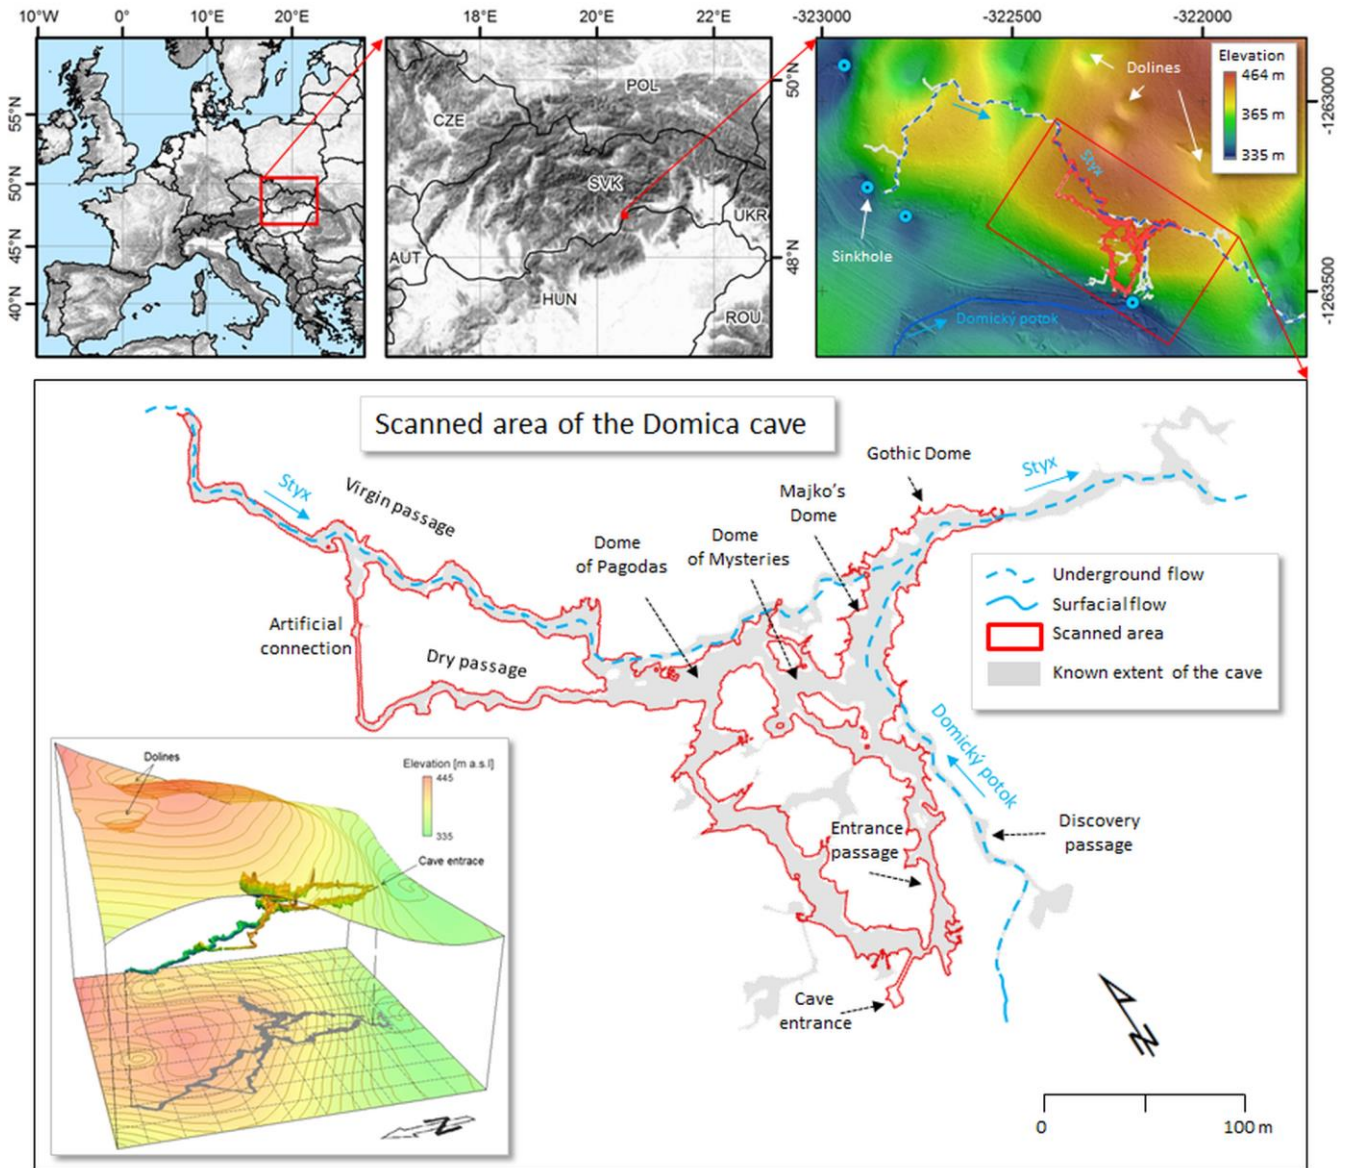 10°W 0° 10°E 20°E
18°E 20°E 22°E
-323000 -322500 -322000
55°N
50°N
45°N
40°N
POL
CZE
SVK
UKR
AUT
HUN
ROU
50°N
48°N
Elevation
464 m
365 m
335 m
Dolines
Styx
Sinkhole
Domický potok
-1263000
-1263500
Scanned area of the Domica cave
Styx
Virgin passage
Gothic Dome
Styx
Majko's
Dome
Dome
of Mysteries
Dome
of Pagodas
Artificial
connection
Dry passage
Underground flow
Surfacial flow
Scanned area
Known extent of the cave
Domický potok
Discovery
passage
Entrance
passage
Cave
entrance
Dolines
Elevation [m a.s.l]
445
335
Cave entrace
N
N
0 100 m